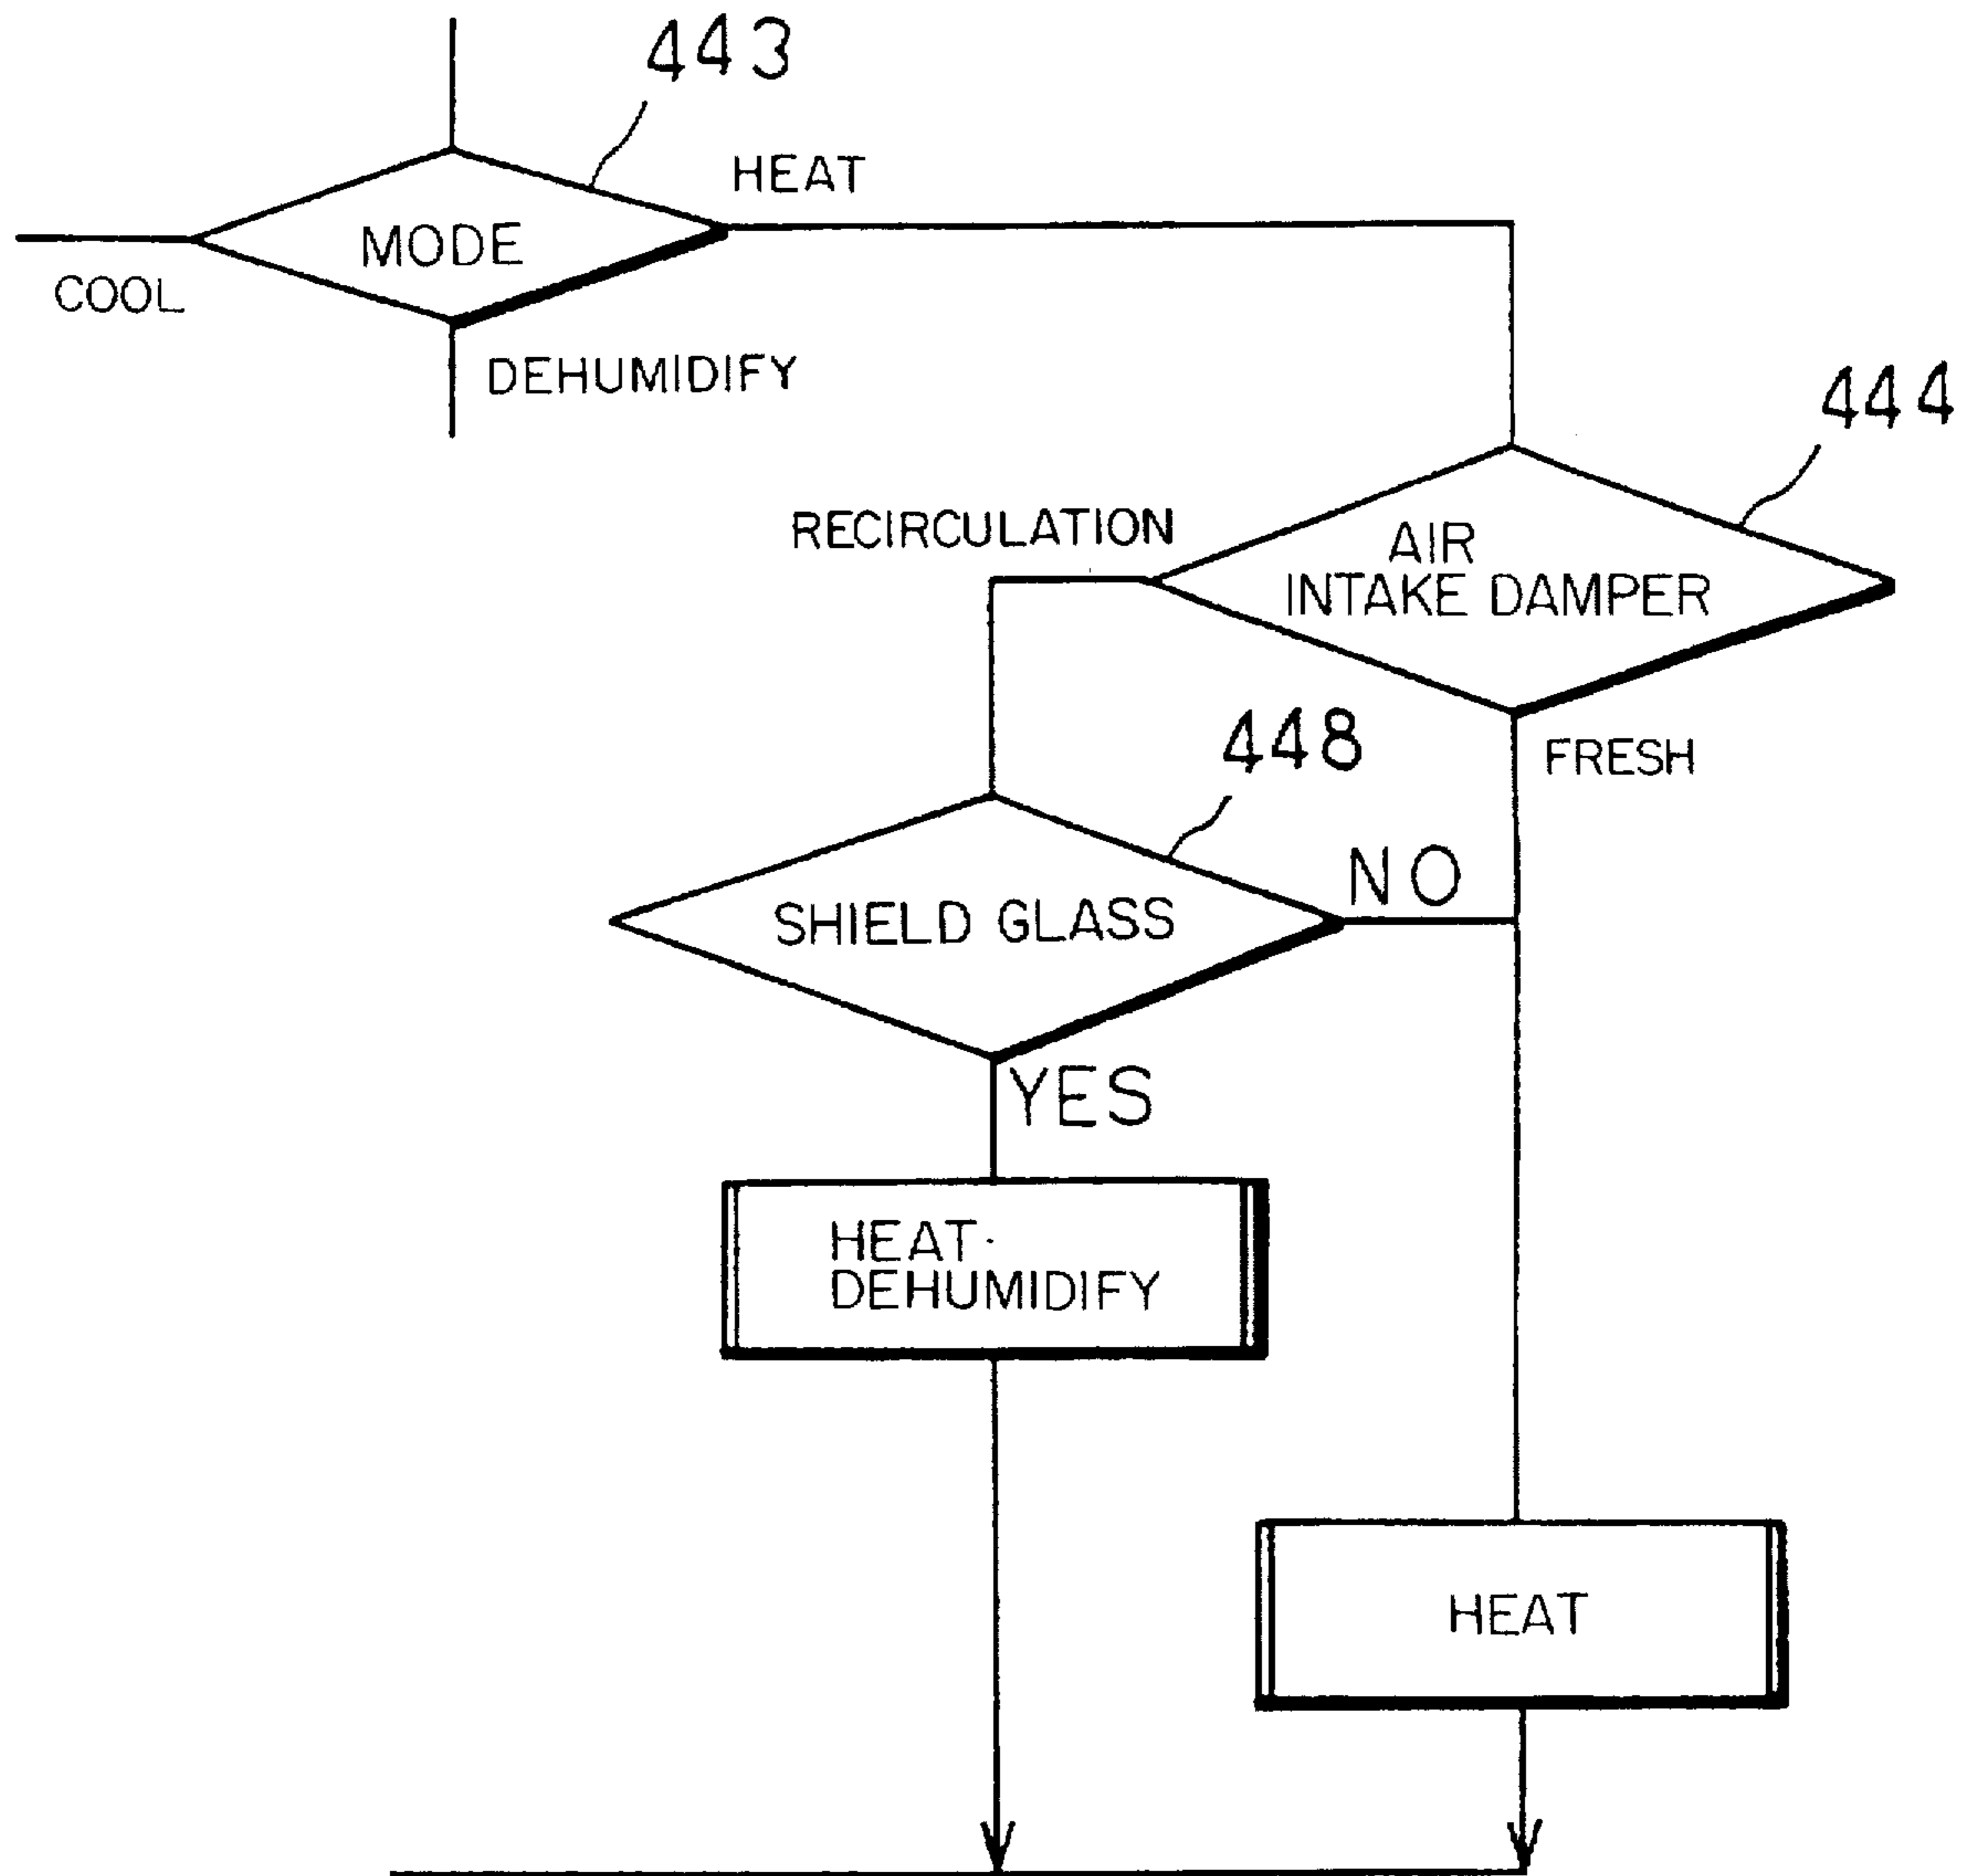 443
HEAT
MODE
COOL
DEHUMIDIFY
444
RECIRCULATION
AIR
INTAKE DAMPER
448
FRESH
NO
SHIELD GLASS
YES
HEAT·
DEHUMIDIFY
HEAT